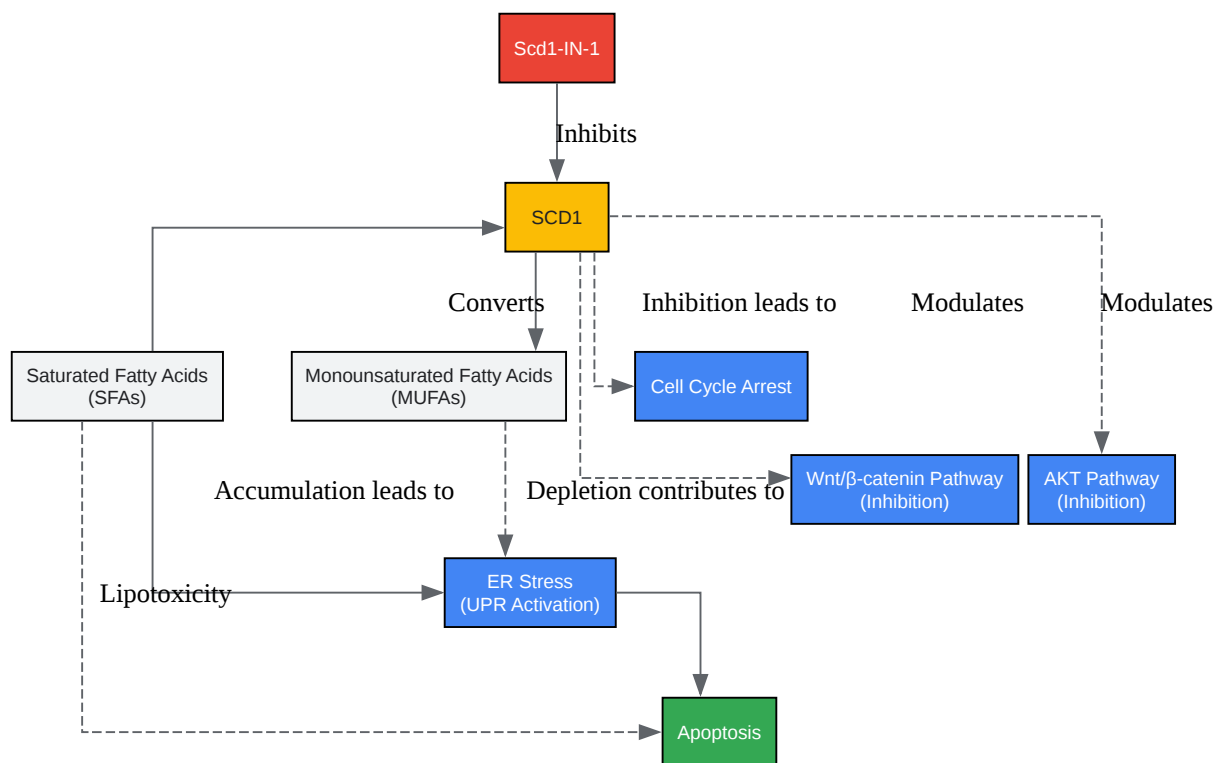 Scd1-IN-1
Inhibits
SCD1
Converts
Inhibition leads to
Modulates
Modulates
Saturated Fatty Acids
(SFAs)
Monounsaturated Fatty Acids
(MUFAs)
Cell Cycle Arrest
Accumulation leads to
Depletion contributes to
Wnt/β-catenin Pathway
(Inhibition)
AKT Pathway
(Inhibition)
Lipotoxicity
ER Stress
(UPR Activation)
Apoptosis